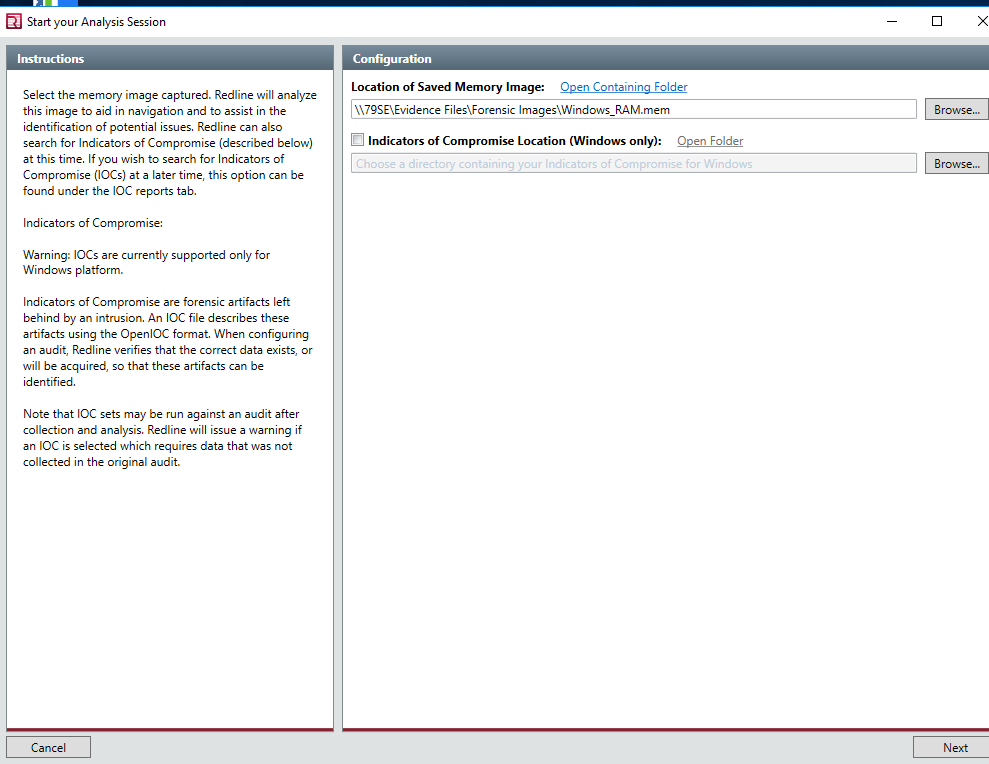 Start your Analysis Session
Instructions
Select the memory image captured. Redline will analyze
this image to aid in navigation and to assist in the
identification of potential issues. Redline can also
search for Indicators of Compromise (described below)
at this time. If you wish to search for Indicators of
Compromise (IOCs) at a later time, this option can be
found under the IOC reports tab.
Indicators of Compromise:
Warning: IOCs are currently supported only for
Windows platform.
Indicators of Compromise are forensic artifacts left
behind by an intrusion. An IOC file describes these
artifacts using the OpenIOC format. When configuring
an audit, Redline verifies that the correct data exists, or
will be acquired, so that these artifacts can be
identified.
Note that IOC sets may be run against an audit after
collection and analysis. Redline will issue a warning if
an IOC is selected which requires data that was not
collected in the original audit.
Configuration
Location of Saved Memory Image: Open Containing Folder
\\79SE\Evidence Files\Forensic Images\Windows_RAM.mem Browse...
Indicators of Compromise Location (Windows only): Open Folder
Choose a directory containing your Indicators of Compromise for Windows Browse...
Cancel Next